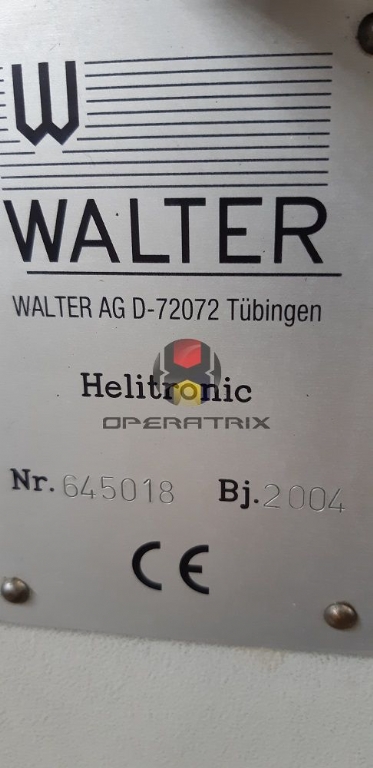 W
WALTER
WALTER AG D-72072 Tübingen
Helitronic
OPERATRIX
Nr. 645018 Bj. 2004
CE